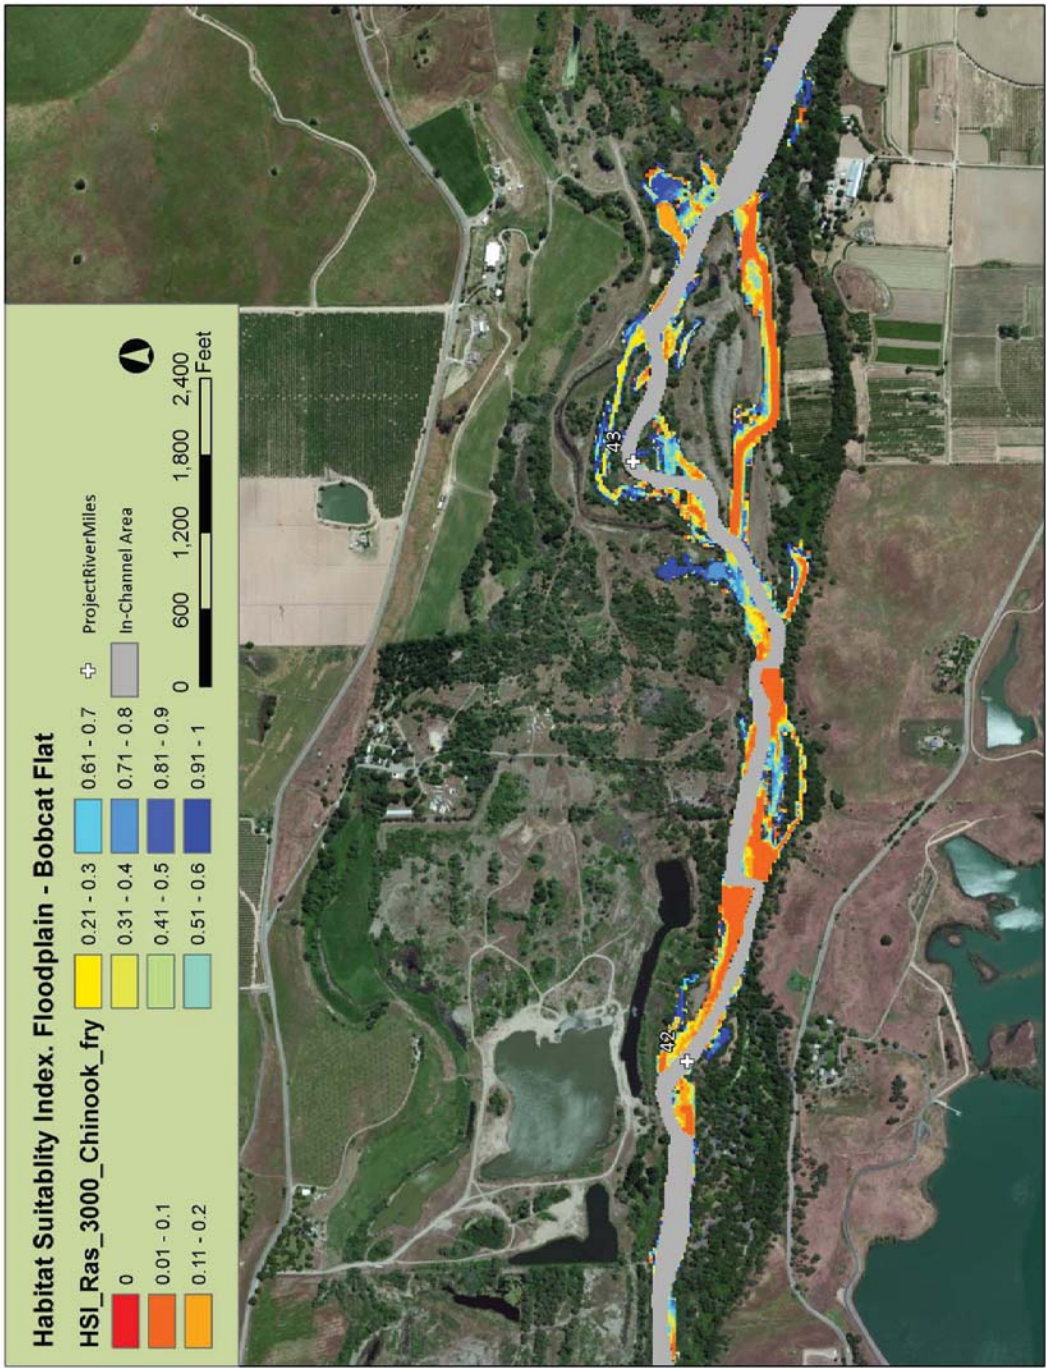 Habitat Suitablity Index. Floodplain - Bobcat Flat
HSI_Ras_3000_Chinook_fry
0
0.01 - 0.1
0.11 - 0.2
0.21 - 0.3
0.31 - 0.4
0.41 - 0.5
0.51 - 0.6
0.61 - 0.7
0.71 - 0.8
0.81 - 0.9
0.91 - 1
ProjectRiverMiles
In-Channel Area
0 600 1,200 1,800 2,400
Feet
42
43